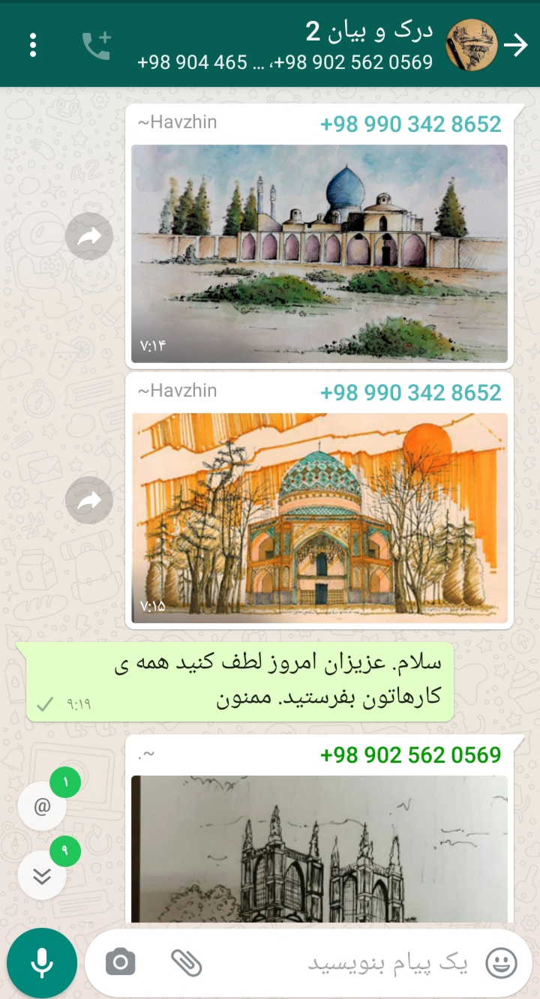 درک و بیان 2
+98 904 465 ... ،+98 902 562 0569
~Havzhin
+98 990 342 8652
۷:۱۴
~Havzhin
+98 990 342 8652
۷:۱۵
سلام. عزیزان امروز لطف کنید همه ی
کارهاتون بفرستید. ممنون
۹:۱۹
~.
+98 902 562 0569
۱
@
۹
یک پیام بنویسید